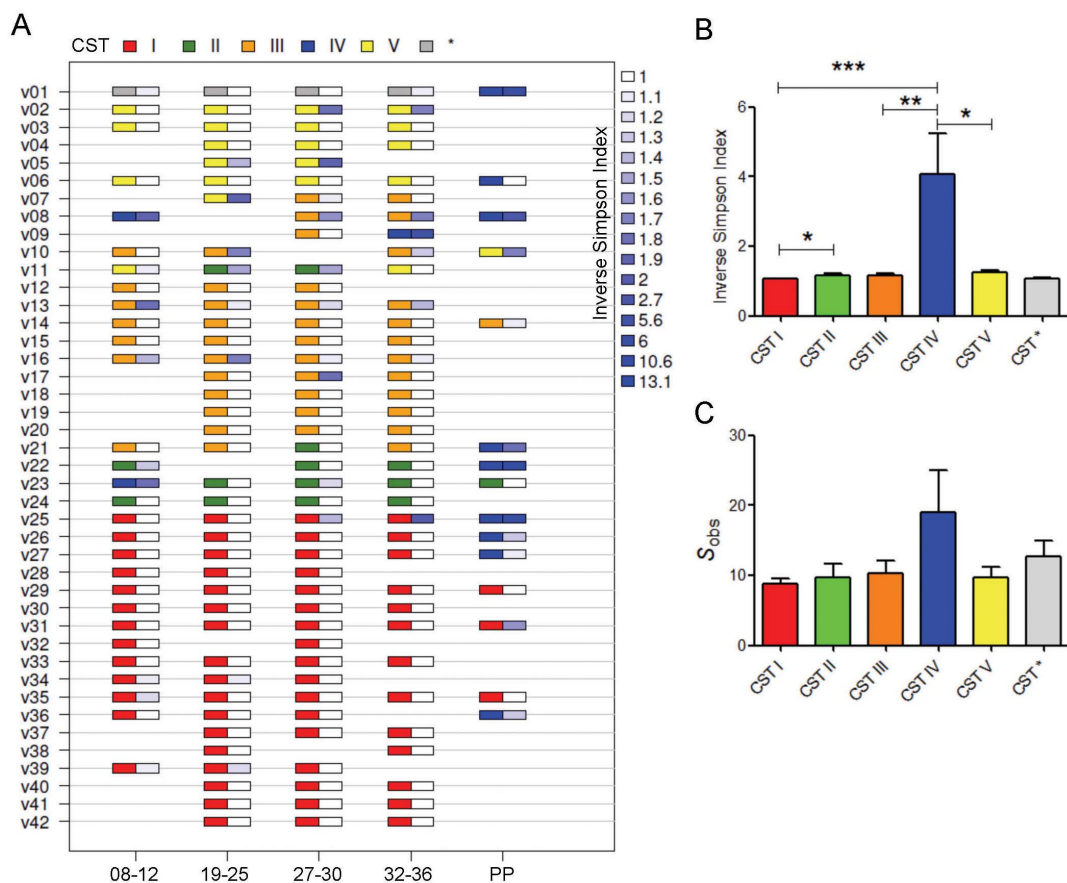 A
CST I II III IV V *
v01
v02
v03
v04
v05
v06
v07
v08
v09
v10
v11
v12
v13
v14
v15
v16
v17
v18
v19
v20
v21
v22
v23
v24
v25
v26
v27
v28
v29
v30
v31
v32
v33
v34
v35
v36
v37
v38
v39
v40
v41
v42
08-12 19-25 27-30 32-36 PP
Inverse Simpson Index
1
1.1
1.2
1.3
1.4
1.5
1.6
1.7
1.8
1.9
2
2.7
5.6
6
10.6
13.1
B
***
** *
*
Inverse Simpson Index
6
4
2
0
CST I CST II CST III CST IV CST V CST *
C
Sobs
30
20
10
0
CST I CST II CST III CST IV CST V CST *